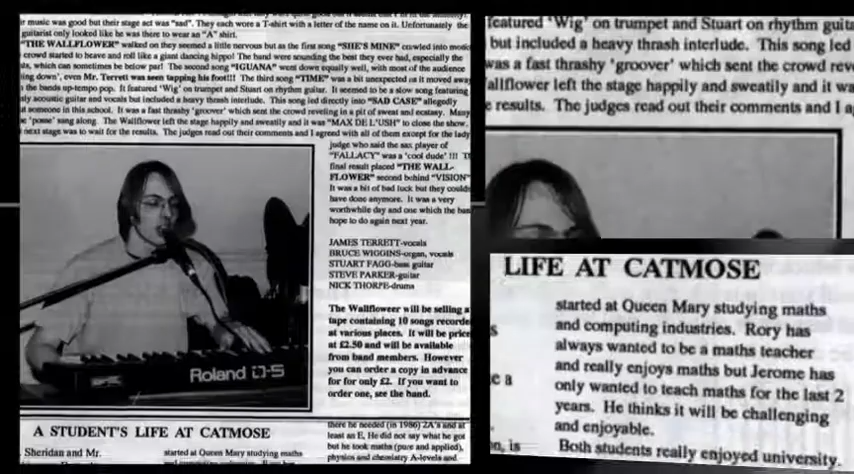 ir music was good but their stage act was "sad". They each wore a T-shirt with a letter of the name on it. Unfortunately the
guitarist only looked like he was there to wear an "A" shirt.
"THE WALLFLOWER" walked on they seemed a little nervous but as the first song "SHE'S MINE" crawled into motion
crowd started to heave and roll like a giant dancing hippo! The hand were sounding the best they ever had, especially the
which can sometimes be below par! The second song "IGUANA" went down equally well, with most of the audience
ing down', even Mr. Terrett was seen tapping his foot!!! The third song "TIME" was a bit unexpected as it moved away
the bands up-tempo pop. It featured 'Wig' on trumpet and Stuart on rhythm guitar. It seemed to be a slow song featuring
ly acoustic guitar and vocals but included a heavy thrash interlude. This song led directly into "SAD CASE" allegedly
ut someone in this school. It was a fast thrashy 'groover' which sent the crowd reveling in a pit of sweat and ecstasy. Many
e 'posse' sang along. The Wallflower left the stage happily and sweatily and it was "MAX DE L'USH" to close the show.
next stage was to wait for the results. The judges read out their comments and I agreed with all of them except for the lady
judge who said the sax player of
"FALLACY" was a 'cool dude' !!! T
final result placed "THE WALL-
FLOWER" second behind "VISION"
It was a bit of bad luck but they could
have done anymore. It was a very
worthwhile day and one which the ban
hope to do again next year.
JAMES TERRETT-vocals
BRUCE WIGGINS-organ, vocals
STUART FAGG-bass guitar
STEVE PARKER-guitar
NICK THORPE-drums
The Wallflowerer will be selling a
tape containing 10 songs recorde
at various places. It will be price
at £2.50 and will be available
from band members. However
you can order a copy in advance
for for only £2. If you want to
order one, see the band.
Roland D-5
A STUDENT'S LIFE AT CATMOSE
Sheridan and Mr.
started at Queen Mary studying maths
there he needed (in 1986) 2A's and at
least an E, He did not say what he got
but he took maths (pure and applied),
physics and chemistry A-levels and
featured 'Wig' on trumpet and Stuart on rhythm guita
but included a heavy thrash interlude. This song led
was a fast thrashy 'groover' which sent the crowd reve
allflower left the stage happily and sweatily and it wa
e results. The judges read out their comments and I ag
LIFE AT CATMOSE
started at Queen Mary studying maths
and computing industries. Rory has
always wanted to be a maths teacher
and really enjoys maths but Jerome has
only wanted to teach maths for the last 2
years. He thinks it will be challenging
and enjoyable.
Both students really enjoyed university.